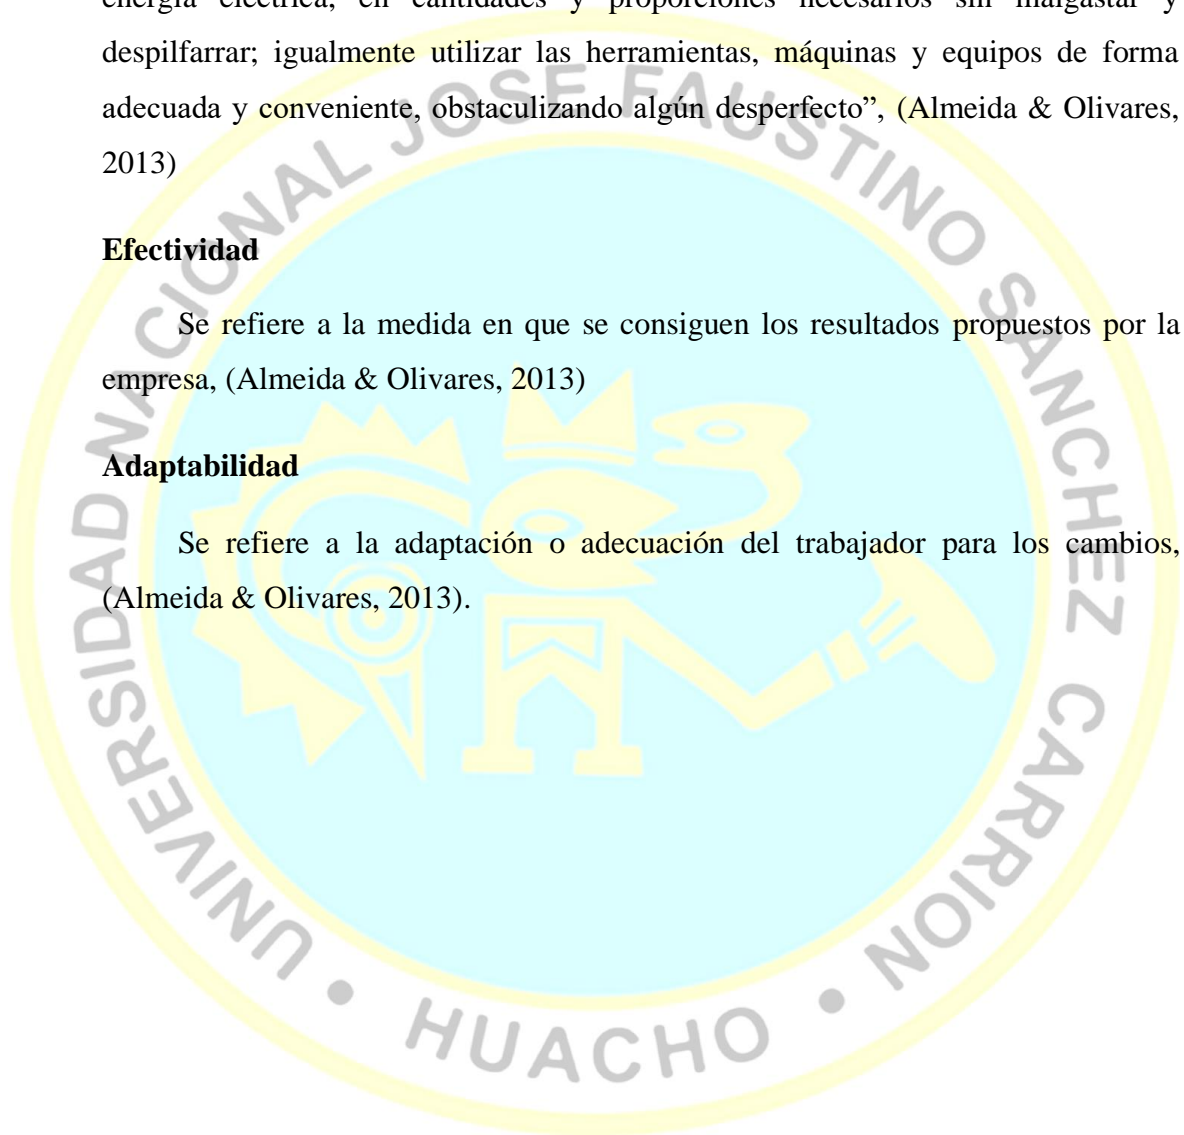 energía eléctrica, en cantidades y proporciones necesarios sin malgastar y
despilfarrar; igualmente utilizar las herramientas, máquinas y equipos de forma
adecuada y conveniente, obstaculizando algún desperfecto”, (Almeida & Olivares,
2013)
Efectividad
Se refiere a la medida en que se consiguen los resultados propuestos por la
empresa, (Almeida & Olivares, 2013)
Adaptabilidad
Se refiere a la adaptación o adecuación del trabajador para los cambios,
(Almeida & Olivares, 2013).
UNIVERSIDAD NACIONAL JOSE FAUSTINO SANCHEZ CARRION • HUACHO •